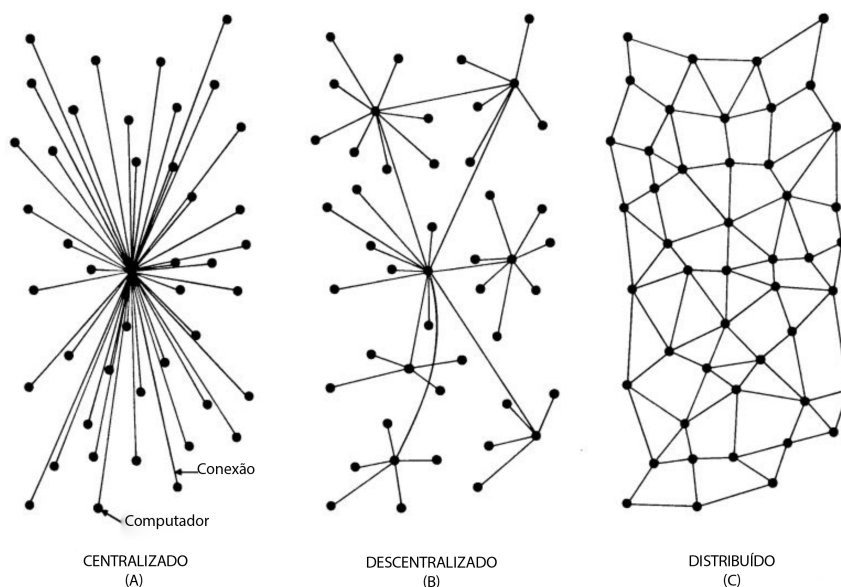 Conexão
Computador
CENTRALIZADO
(A)
DESCENTRALIZADO
(B)
DISTRIBUÍDO
(C)